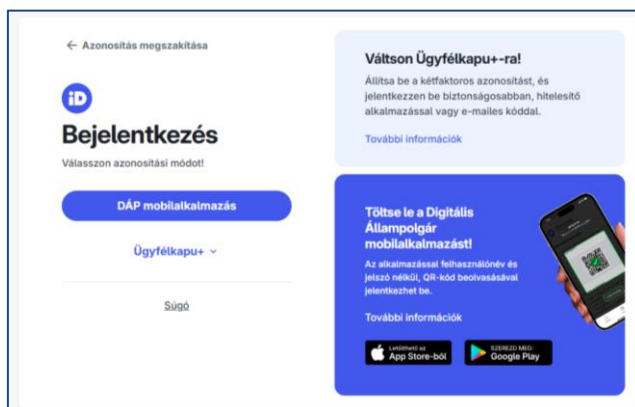 ← Azonosítás megszakítása
iD
Bejelentkezés
Válasszon azonosítási módot!
DÁP mobilalkalmazás
Ügyfélkapu+
Súgó
Váltson Ügyfélkapu+-ra!
Állítsa be a kétfaktoros azonosítást, és
jelentkezzen be biztonságosabban, hitelesítő
alkalmazással vagy e-mailes kóddal.
További információk
Töltse le a Digitális
Állampolgár
mobilalkalmazást!
Az alkalmazással felhasználónév és
jelszó nélkül, QR-kód beolvasásával
jelentkezhet be.
További információk
Letölthető az
App Store-ból
SZEREZD MEG:
Google Play